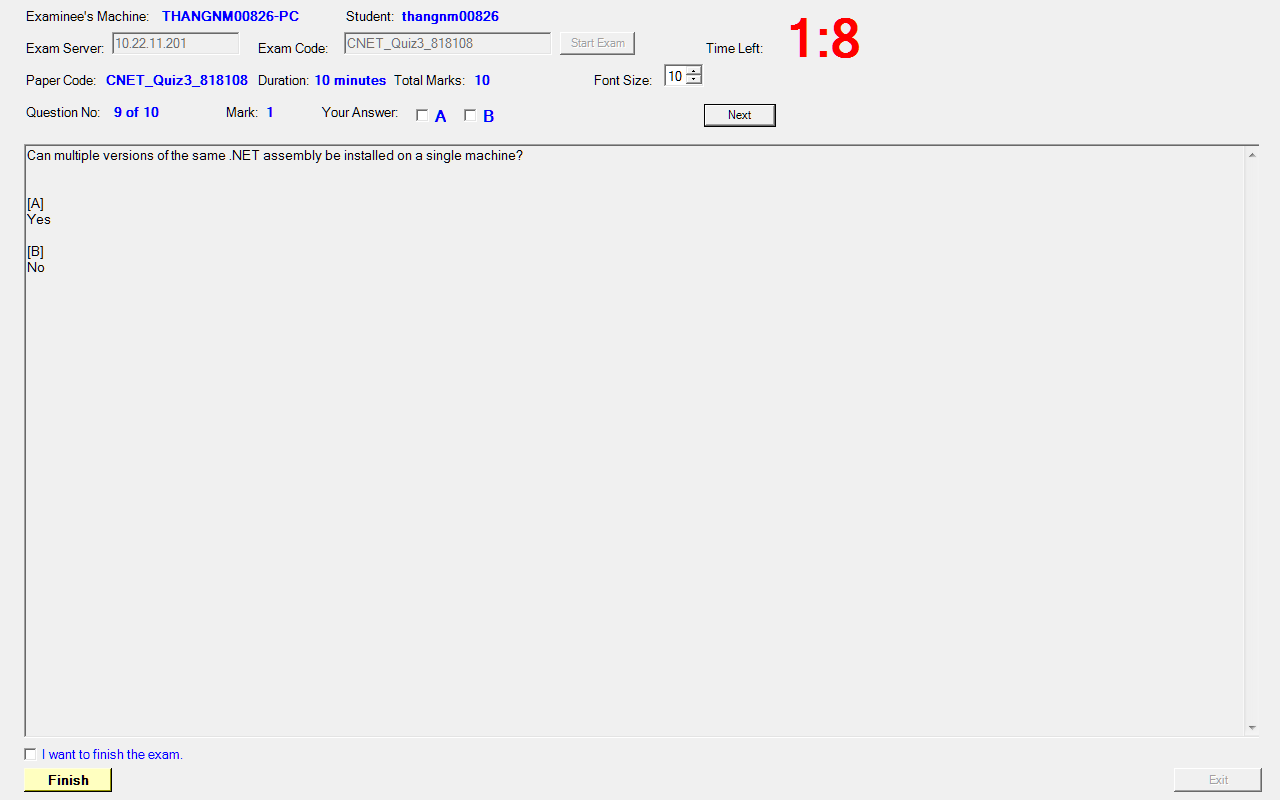 Examinee's Machine: THANGNM00826-PC Student: thangnm00826
Exam Server: 10.22.11.201 Exam Code: CNET_Quiz3_818108 Start Exam Time Left: 1:8
Paper Code: CNET_Quiz3_818108 Duration: 10 minutes Total Marks: 10 Font Size: 10
Question No: 9 of 10 Mark: 1 Your Answer: A B Next
Can multiple versions of the same .NET assembly be installed on a single machine?
[A]
Yes
[B]
No
I want to finish the exam.
Finish Exit